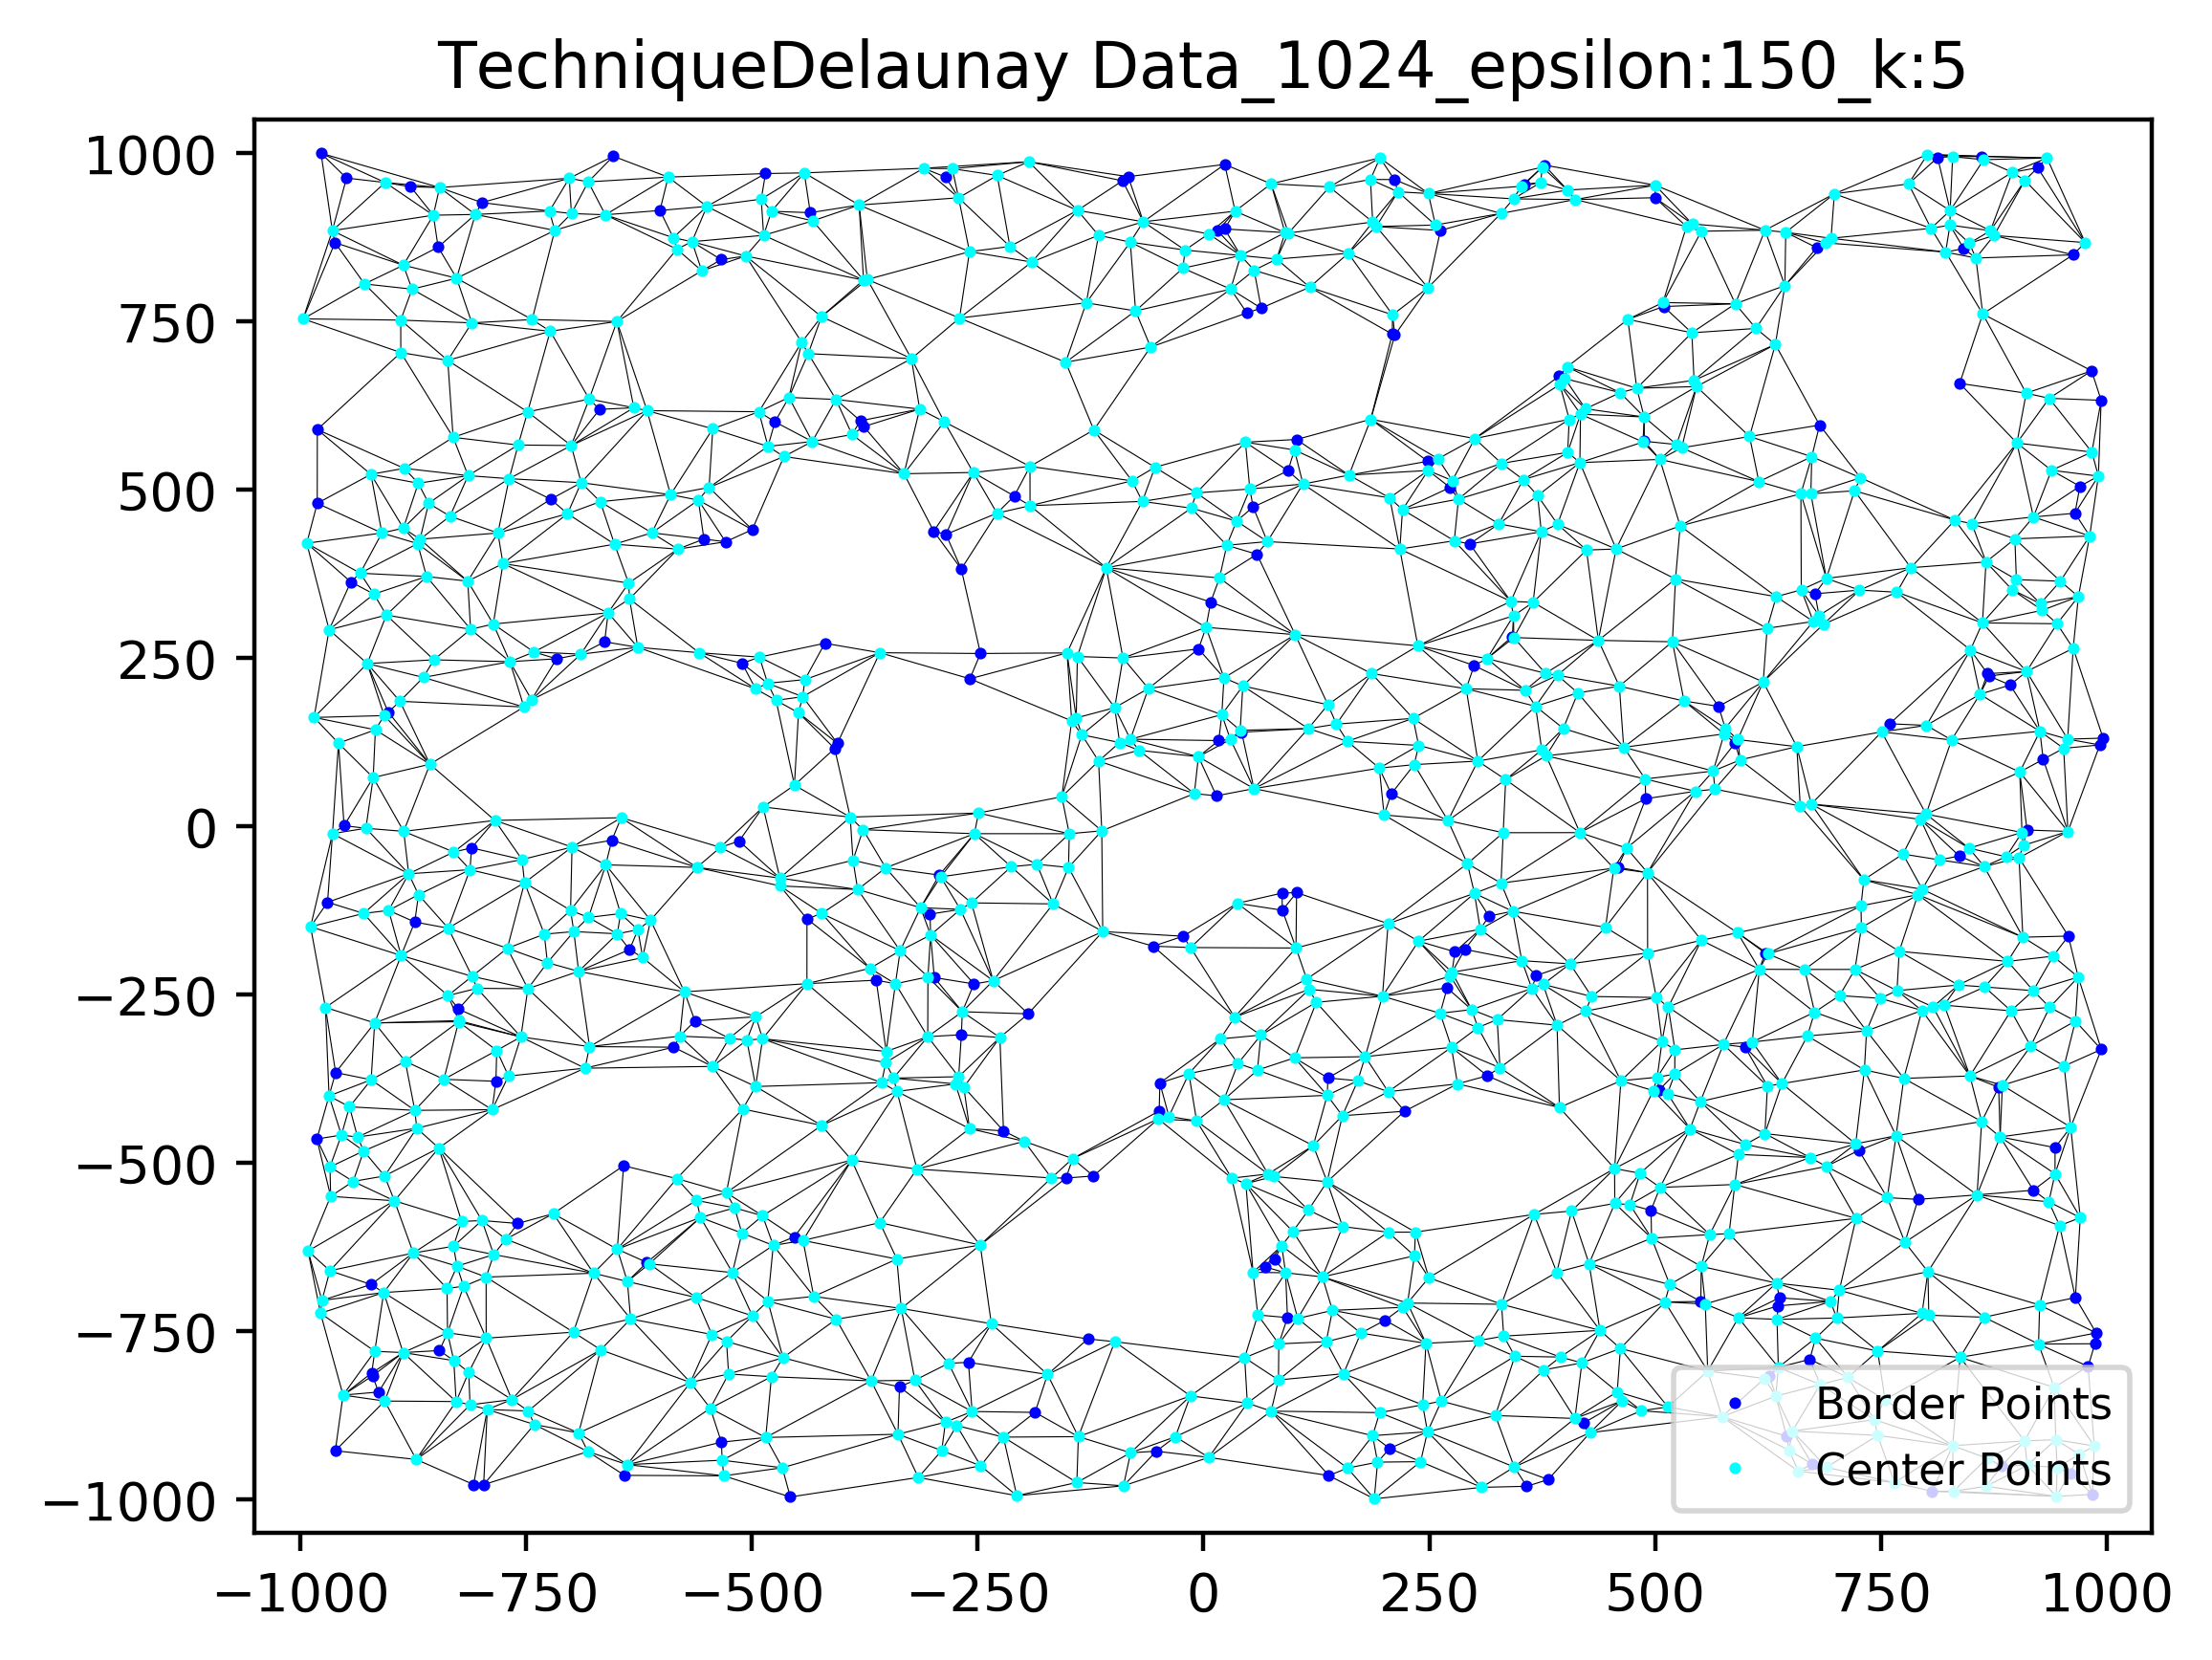 TechniqueDelaunay Data_1024_epsilon:150_k:5
1000
750
500
250
0
−250
−500
−750
−1000
Border Points
Center Points
−1000 −750 −500 −250 0 250 500 750 1000